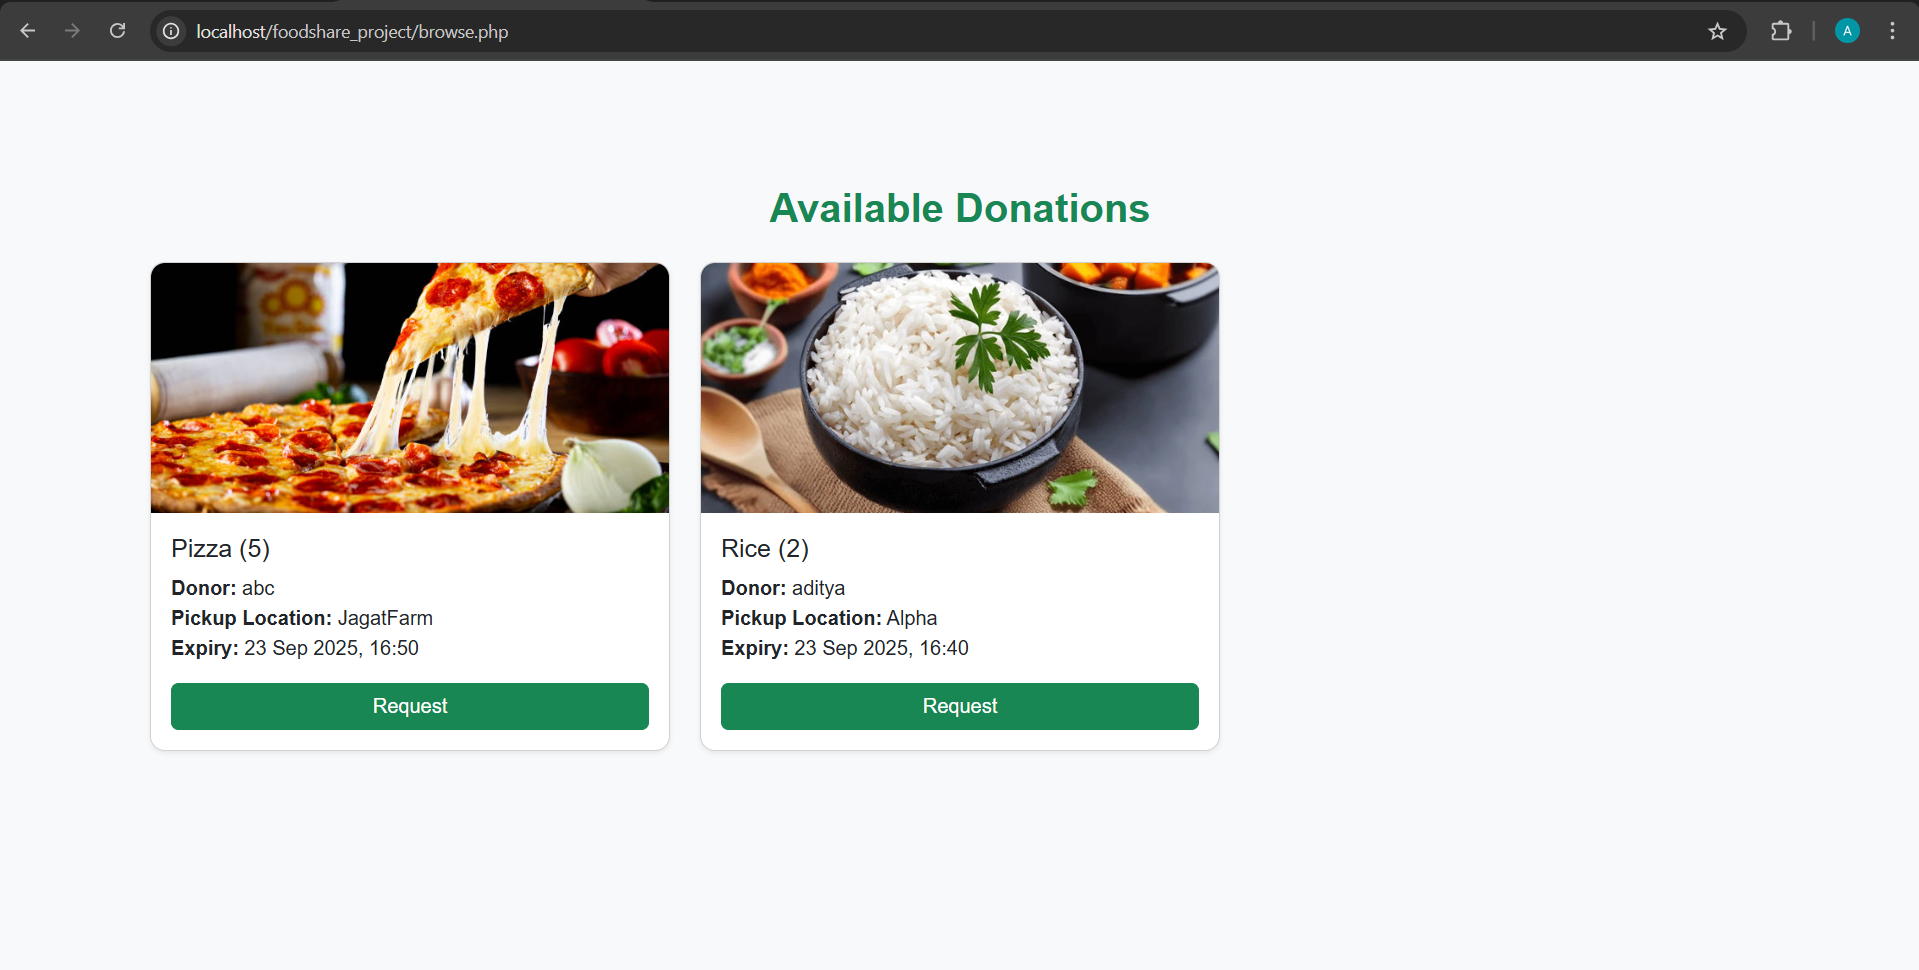 localhost/foodshare_project/browse.php
A
Available Donations
Pizza (5)
Donor: abc
Pickup Location: JagatFarm
Expiry: 23 Sep 2025, 16:50
Request
Rice (2)
Donor: aditya
Pickup Location: Alpha
Expiry: 23 Sep 2025, 16:40
Request